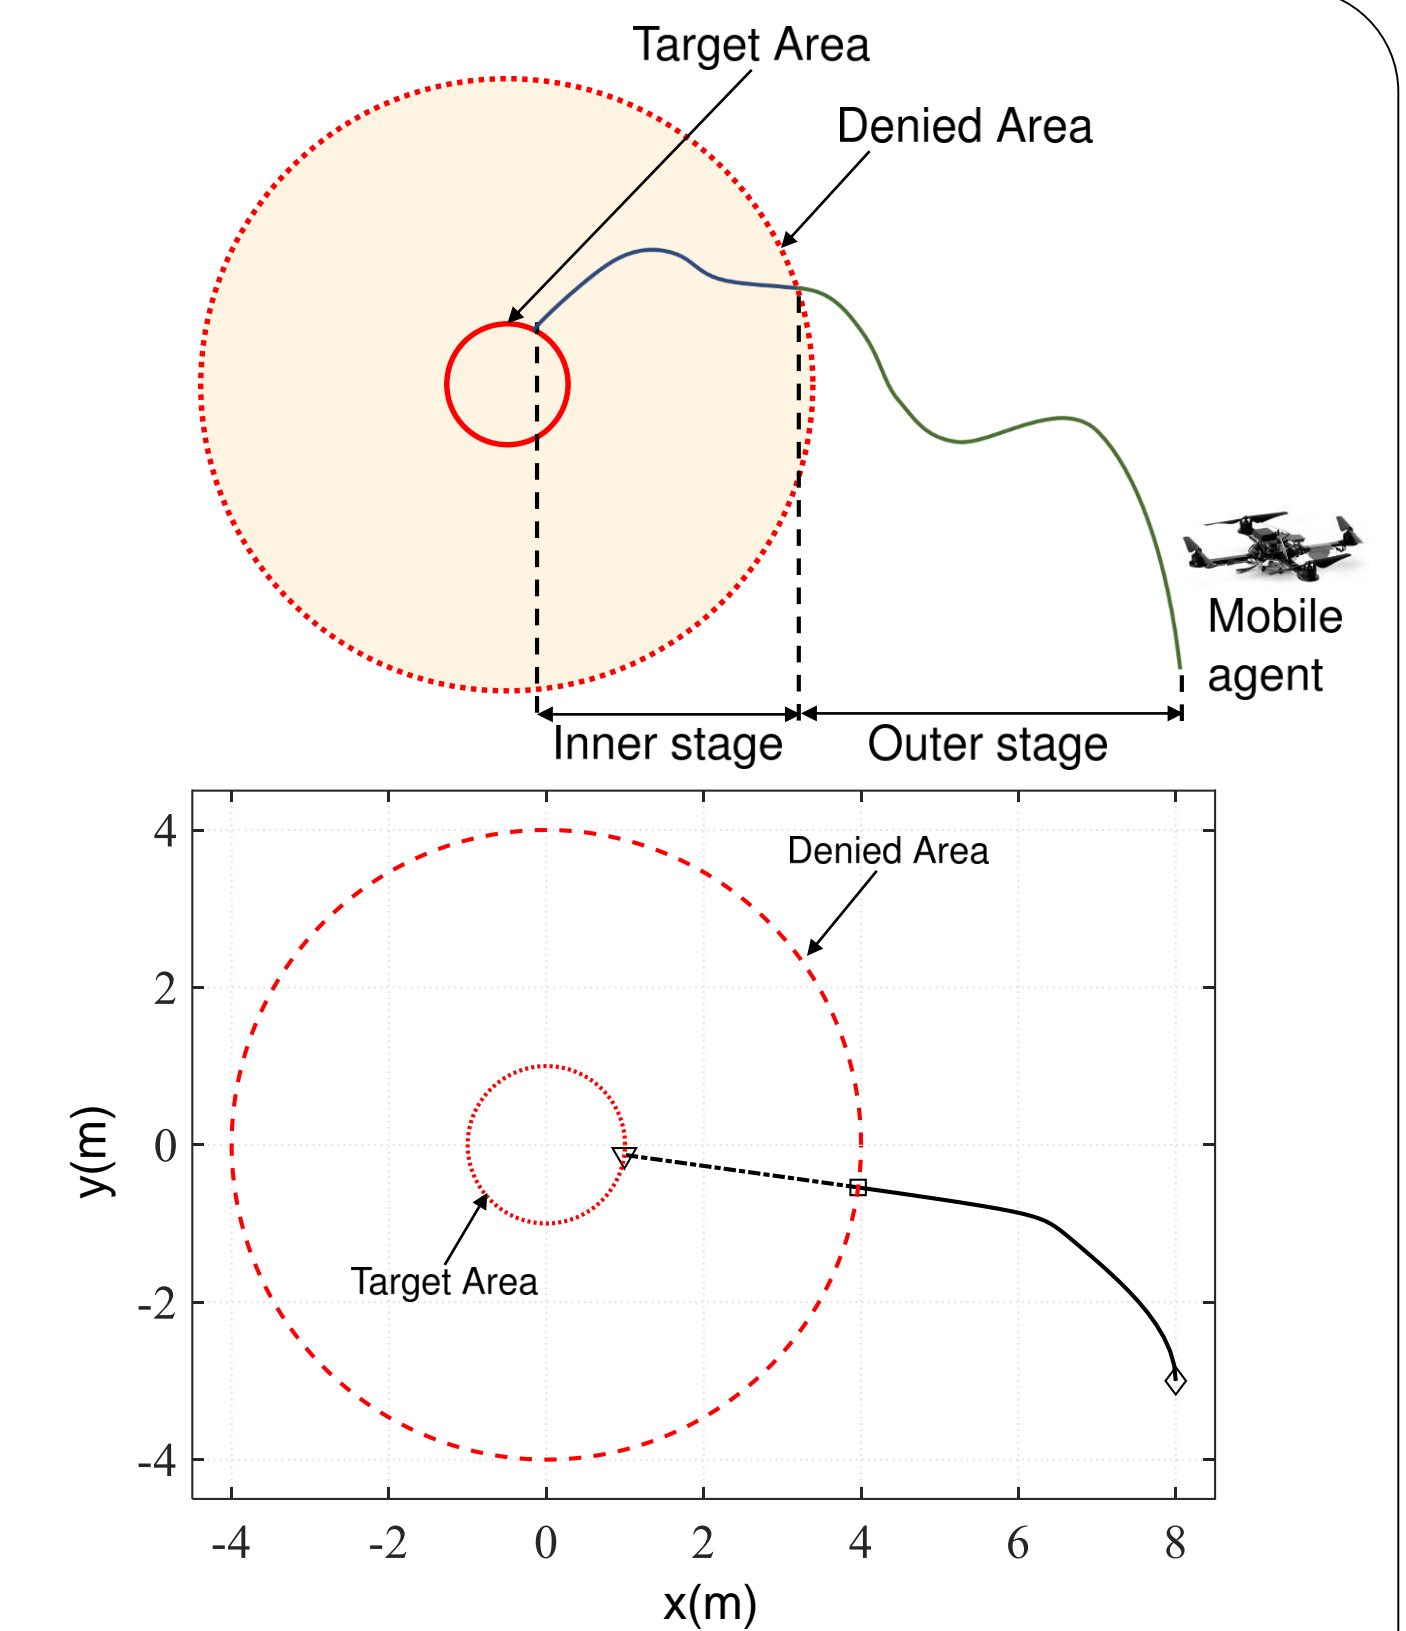 Target Area
Denied Area
Mobile
agent
Inner stage
Outer stage
4
2
0
-2
-4
Denied Area
Target Area
-4
-2
0
2
4
6
8
x(m)
y(m)